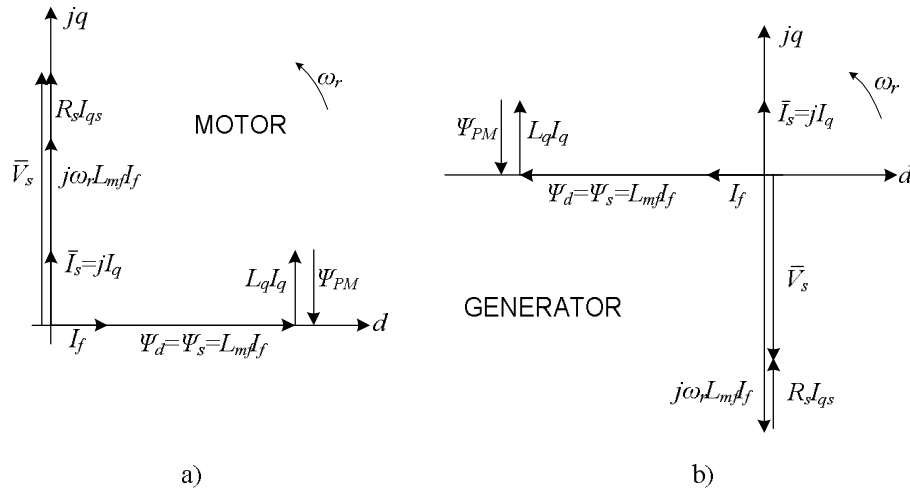 jq
ω_r
R_sI_qs
MOTOR
V̄_s
jω_rL_mfI_f
Ī_s=jI_q
L_qI_q
Ψ_PM
d
I_f
Ψ_d=Ψ_s=L_mfI_f
a)
jq
ω_r
Ī_s=jI_q
Ψ_PM
L_qI_q
d
Ψ_d=Ψ_s=L_mfI_f
I_f
V̄_s
GENERATOR
jω_rL_mfI_f
R_sI_qs
b)